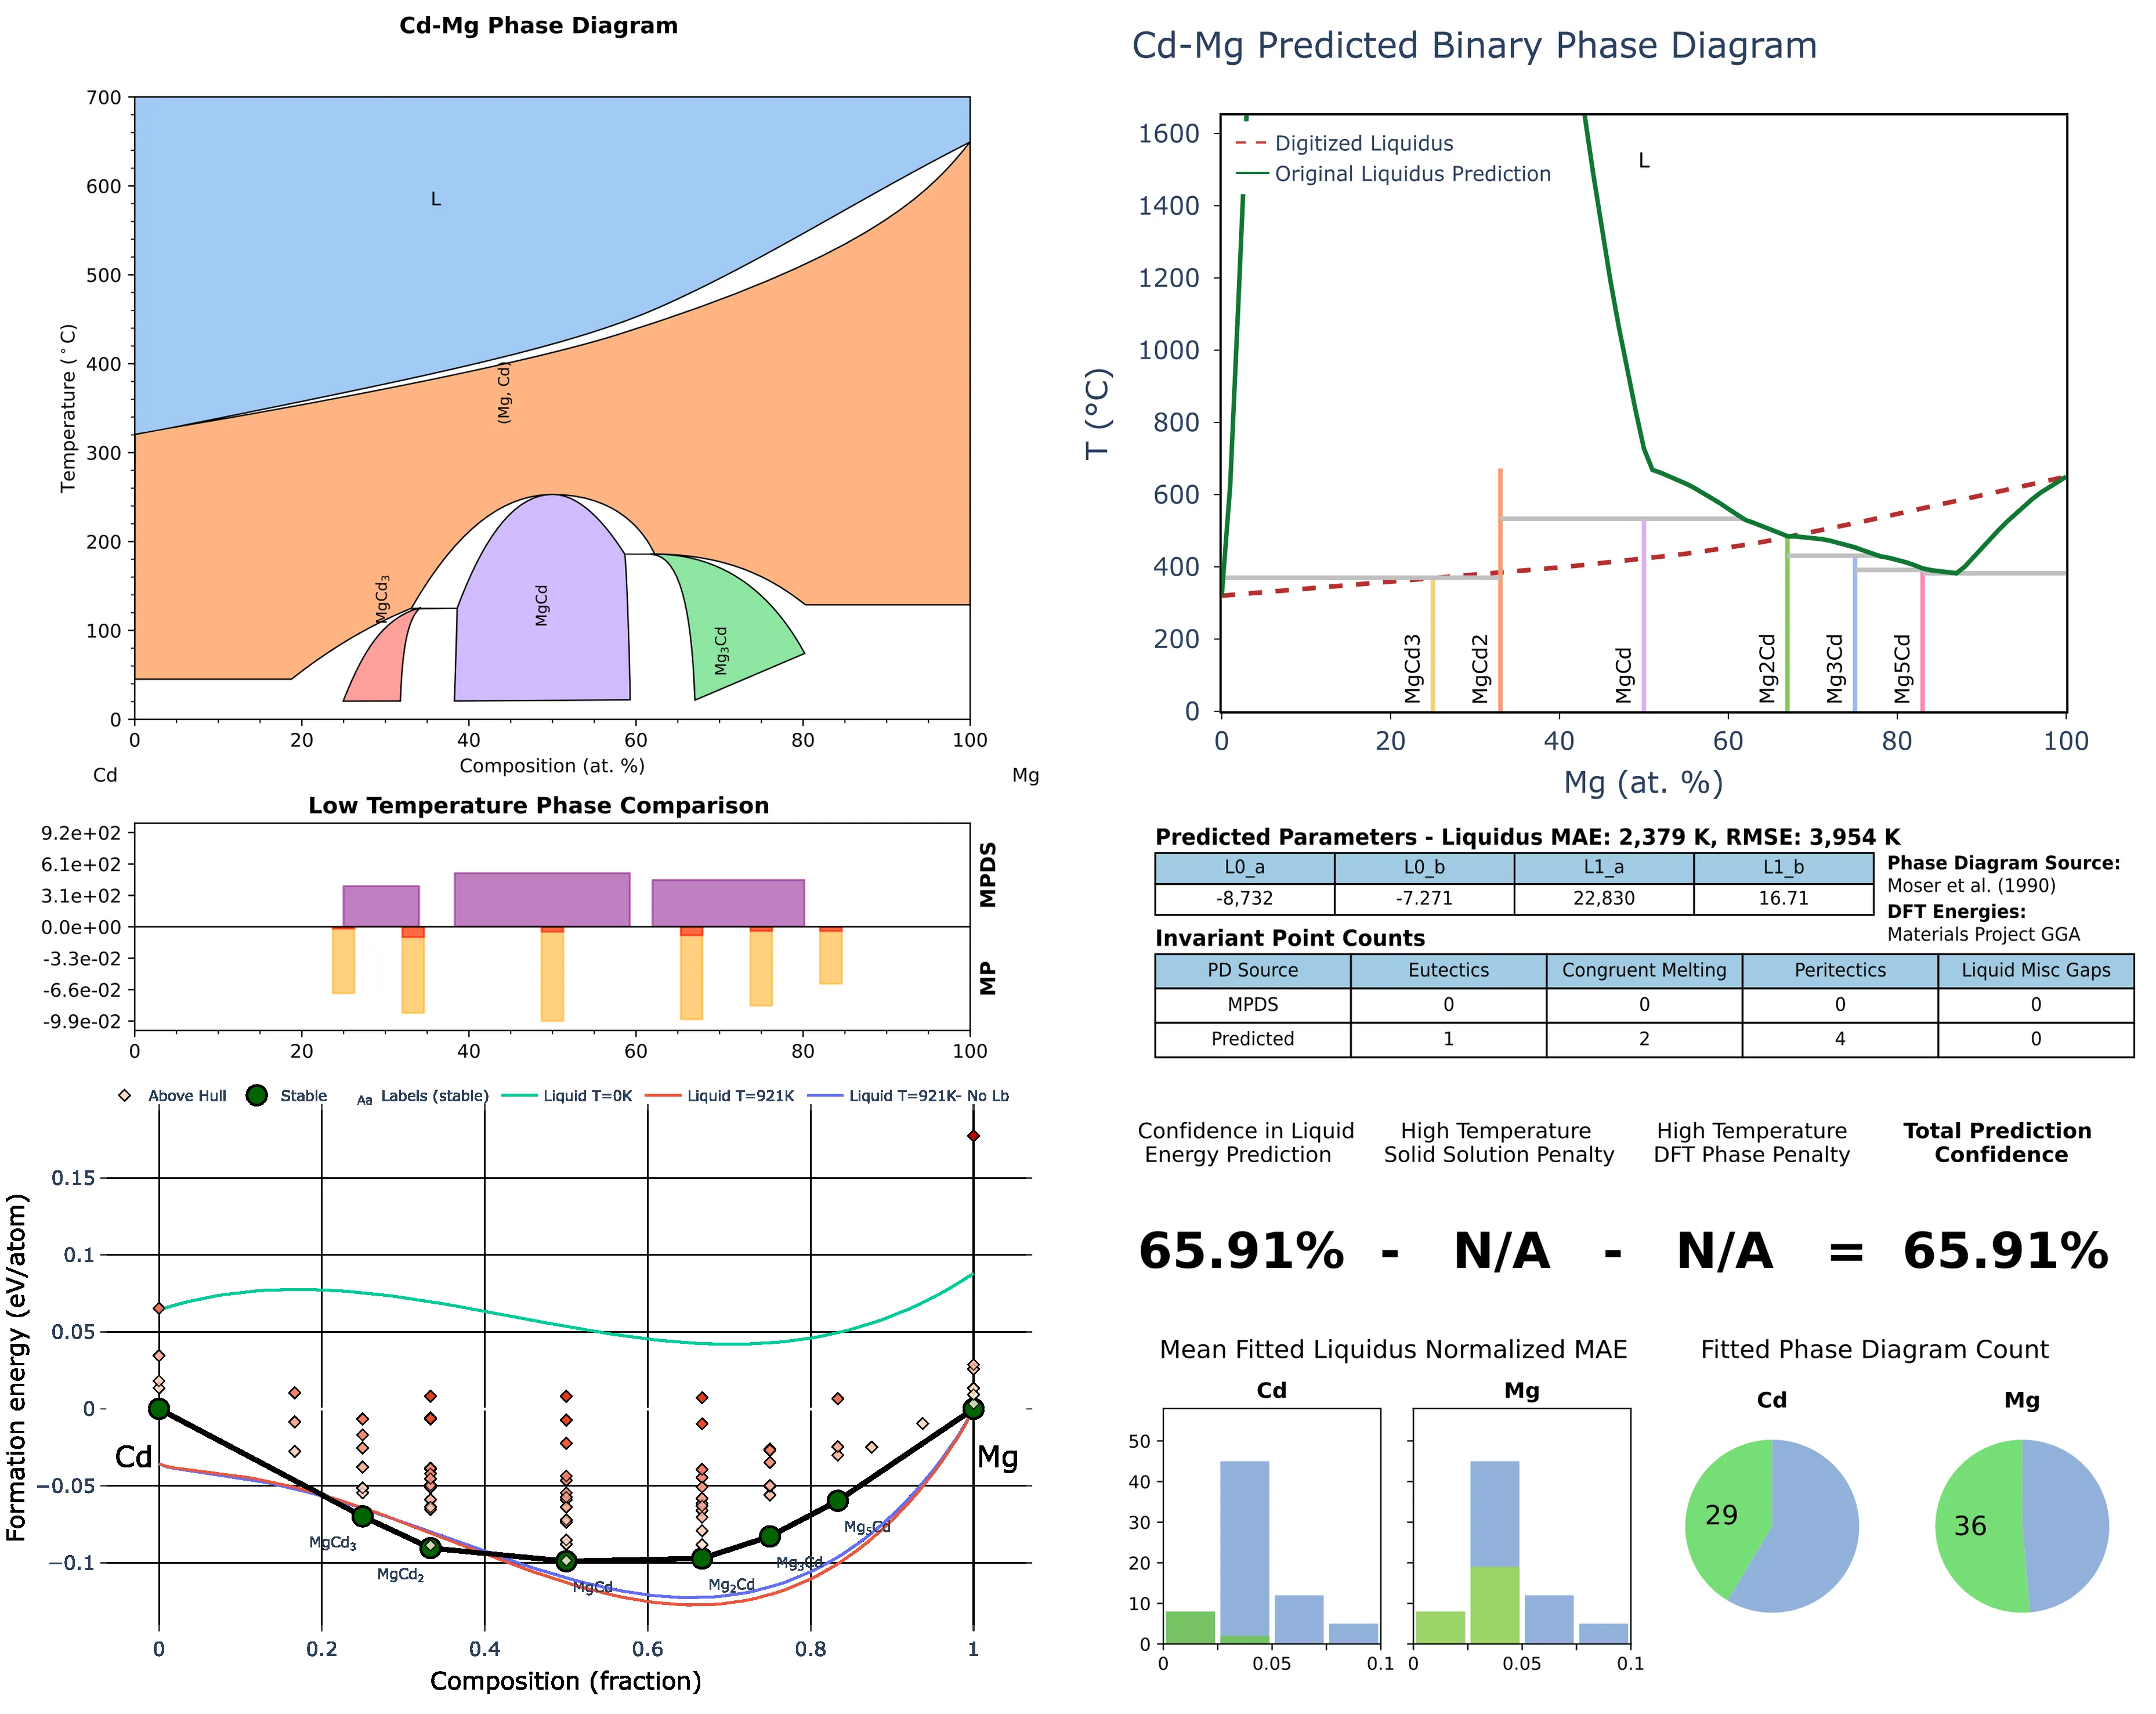 Cd-Mg Phase Diagram
700
600
500
400
300
200
100
0
Temperature (°C)
L
(Mg, Cd)
MgCd3
MgCd
Mg3Cd
0 20 40 60 80 100
Composition (at. %)
Cd
Mg
Cd-Mg Predicted Binary Phase Diagram
Digitized Liquidus
Original Liquidus Prediction
L
1600
1400
1200
1000
800
600
400
200
0
T (°C)
MgCd3
MgCd2
MgCd
Mg2Cd
Mg3Cd
Mg5Cd
0 20 40 60 80 100
Mg (at. %)
Low Temperature Phase Comparison
9.2e+02
6.1e+02
3.1e+02
0.0e+00
-3.3e-02
-6.6e-02
-9.9e-02
MPDS
MP
0 20 40 60 80 100
Predicted Parameters - Liquidus MAE: 2,379 K, RMSE: 3,954 K
L0_a L0_b L1_a L1_b
-8,732 -7.271 22,830 16.71
Phase Diagram Source:
Moser et al. (1990)
DFT Energies:
Materials Project GGA
Invariant Point Counts
PD Source Eutectics Congruent Melting Peritectics Liquid Misc Gaps
MPDS 0 0 0 0
Predicted 1 2 4 0
Above Hull Stable Aa Labels (stable) Liquid T=0K Liquid T=921K Liquid T=921K- No Lb
0.15
0.1
0.05
0
−0.05
−0.1
Formation energy (eV/atom)
Cd
Mg
MgCd3
MgCd2
MgCd
Mg2Cd
Mg3Cd
Mg5Cd
0 0.2 0.4 0.6 0.8 1
Composition (fraction)
Confidence in Liquid
Energy Prediction
High Temperature
Solid Solution Penalty
High Temperature
DFT Phase Penalty
Total Prediction
Confidence
65.91% - N/A - N/A = 65.91%
Mean Fitted Liquidus Normalized MAE
Cd
Mg
50
40
30
20
10
0
0 0.05 0.1
0 0.05 0.1
Fitted Phase Diagram Count
Cd
Mg
29
36